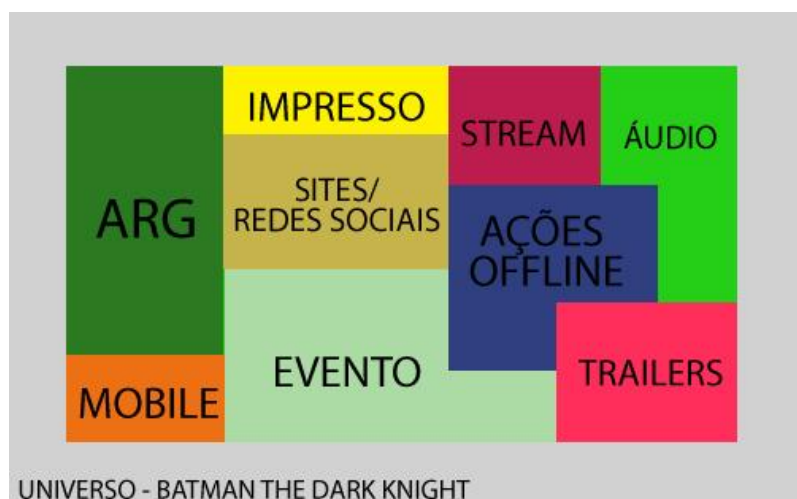 ARG
IMPRESSO
SITES/
REDES SOCIAIS
STREAM
ÁUDIO
AÇÕES
OFFLINE
MOBILE
EVENTO
TRAILERS
UNIVERSO - BATMAN THE DARK KNIGHT